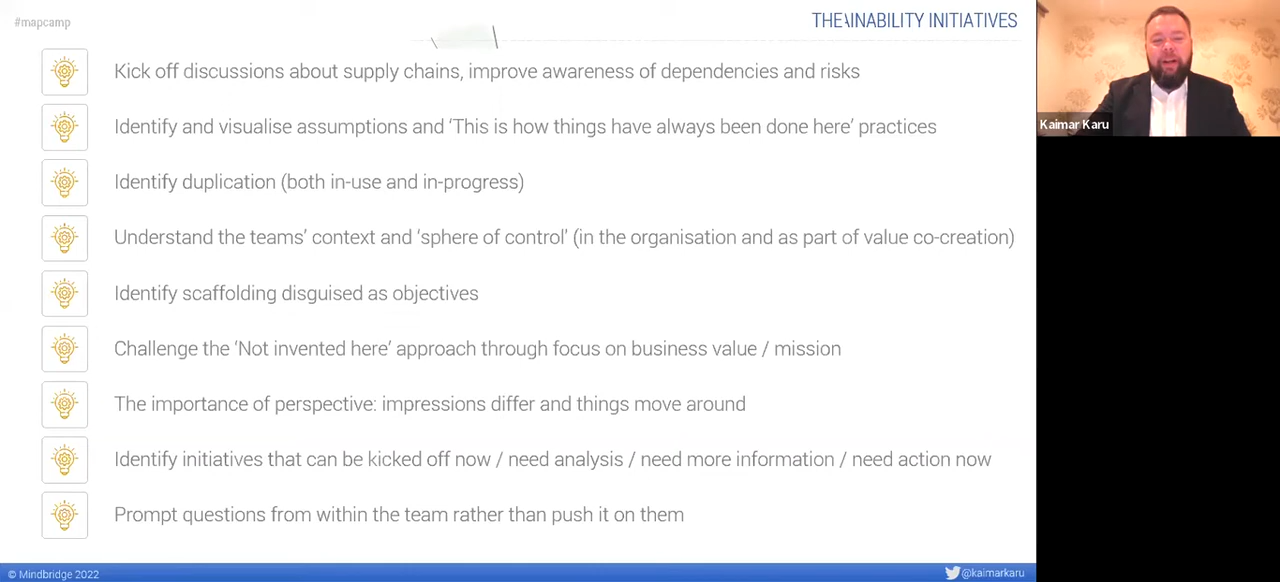 #mapcamp
THE\INABILITY INITIATIVES
Kick off discussions about supply chains, improve awareness of dependencies and risks
Identify and visualise assumptions and ‘This is how things have always been done here’ practices
Identify duplication (both in-use and in-progress)
Understand the teams’ context and ‘sphere of control’ (in the organisation and as part of value co-creation)
Identify scaffolding disguised as objectives
Challenge the ‘Not invented here’ approach through focus on business value / mission
The importance of perspective: impressions differ and things move around
Identify initiatives that can be kicked off now / need analysis / need more information / need action now
Prompt questions from within the team rather than push it on them
© Mindbridge 2022
@kaimarkaru
Kaimar Karu